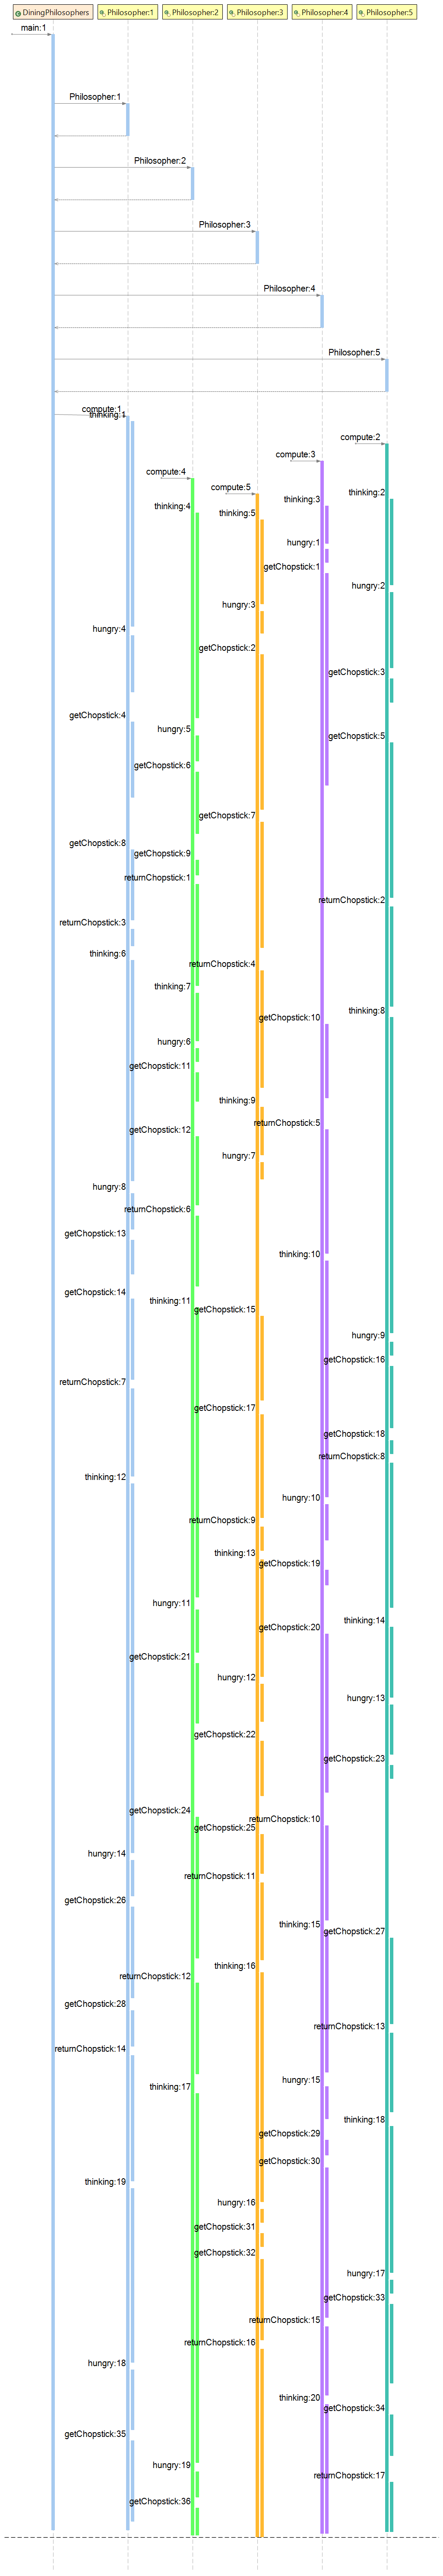 DiningPhilosophers Philosopher:1 Philosopher:2 Philosopher:3 Philosopher:4 Philosopher:5
main:1
Philosopher:1
Philosopher:2
Philosopher:3
Philosopher:4
Philosopher:5
compute:1
thinking:1
compute:2
compute:3
compute:4
compute:5
thinking:2
thinking:3
thinking:4
thinking:5
hungry:1
getChopstick:1
hungry:2
hungry:3
hungry:4
getChopstick:2
getChopstick:3
getChopstick:4
hungry:5
getChopstick:5
getChopstick:6
getChopstick:7
getChopstick:8
getChopstick:9
returnChopstick:1
returnChopstick:2
returnChopstick:3
thinking:6
returnChopstick:4
thinking:7
thinking:8
getChopstick:10
hungry:6
getChopstick:11
thinking:9
returnChopstick:5
getChopstick:12
hungry:7
hungry:8
returnChopstick:6
getChopstick:13
thinking:10
getChopstick:14
thinking:11
getChopstick:15
hungry:9
getChopstick:16
returnChopstick:7
getChopstick:17
getChopstick:18
returnChopstick:8
thinking:12
hungry:10
returnChopstick:9
thinking:13
getChopstick:19
hungry:11
thinking:14
getChopstick:20
getChopstick:21
hungry:12
hungry:13
getChopstick:22
getChopstick:23
getChopstick:24
returnChopstick:10
getChopstick:25
hungry:14
returnChopstick:11
getChopstick:26
thinking:15
getChopstick:27
thinking:16
returnChopstick:12
getChopstick:28
returnChopstick:13
returnChopstick:14
hungry:15
thinking:17
thinking:18
getChopstick:29
getChopstick:30
thinking:19
hungry:16
getChopstick:31
getChopstick:32
hungry:17
getChopstick:33
returnChopstick:15
returnChopstick:16
hungry:18
thinking:20
getChopstick:34
getChopstick:35
hungry:19
returnChopstick:17
getChopstick:36